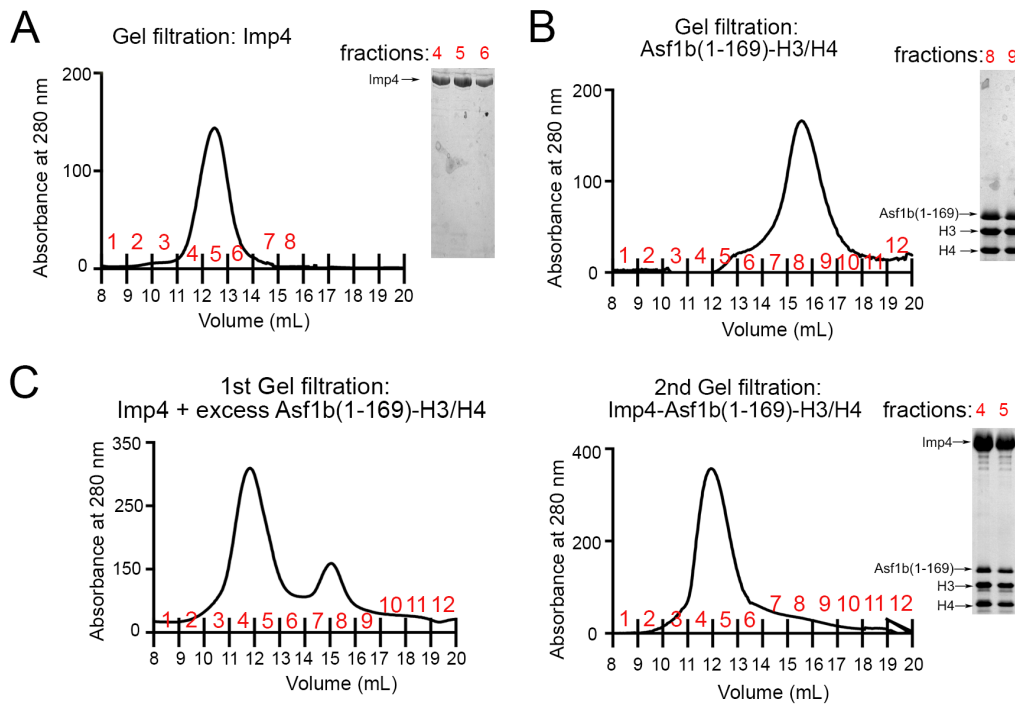 A
Gel filtration: Imp4
fractions: 4 5 6
Imp4
Absorbance at 280 nm
200
100
0
1 2 3 4 5 6 7 8
8 9 10 11 12 13 14 15 16 17 18 19 20
Volume (mL)
B
Gel filtration:
Asf1b(1-169)-H3/H4
fractions: 8 9
Asf1b(1-169)
H3
H4
Absorbance at 280 nm
200
150
100
50
0
1 2 3 4 5 6 7 8 9 10 11 12
8 9 10 11 12 13 14 15 16 17 18 19 20
Volume (mL)
C
1st Gel filtration:
Imp4 + excess Asf1b(1-169)-H3/H4
Absorbance at 280 nm
350
250
150
0
1 2 3 4 5 6 7 8 9 10 11 12
8 9 10 11 12 13 14 15 16 17 18 19 20
Volume (mL)
2nd Gel filtration:
Imp4-Asf1b(1-169)-H3/H4
fractions: 4 5
Imp4
Asf1b(1-169)
H3
H4
Absorbance at 280 nm
400
200
0
1 2 3 4 5 6 7 8 9 10 11 12
8 9 10 11 12 13 14 15 16 17 18 19 20
Volume (mL)